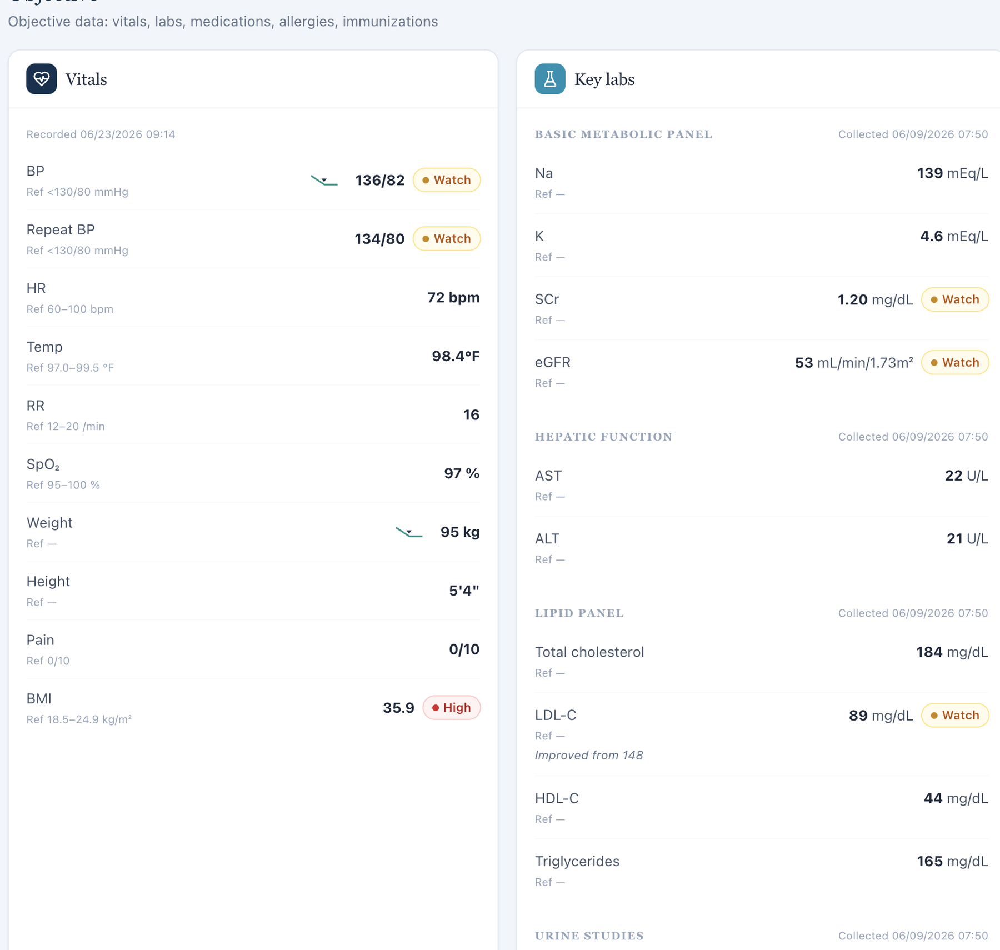 Objective
Objective data: vitals, labs, medications, allergies, immunizations
Vitals
Recorded 06/23/2026 09:14
BP
Ref <130/80 mmHg
136/82 Watch
Repeat BP
Ref <130/80 mmHg
134/80 Watch
HR
Ref 60–100 bpm
72 bpm
Temp
Ref 97.0–99.5 °F
98.4°F
RR
Ref 12–20 /min
16
SpO₂
Ref 95–100 %
97 %
Weight
Ref —
95 kg
Height
Ref —
5'4"
Pain
Ref 0/10
0/10
BMI
Ref 18.5–24.9 kg/m²
35.9 High
Key labs
BASIC METABOLIC PANEL Collected 06/09/2026 07:50
Na
139 mEq/L
Ref —
K
4.6 mEq/L
Ref —
SCr
1.20 mg/dL Watch
Ref —
eGFR
53 mL/min/1.73m² Watch
Ref —
HEPATIC FUNCTION Collected 06/09/2026 07:50
AST
22 U/L
Ref —
ALT
21 U/L
Ref —
LIPID PANEL Collected 06/09/2026 07:50
Total cholesterol
184 mg/dL
Ref —
LDL-C
89 mg/dL Watch
Ref —
Improved from 148
HDL-C
44 mg/dL
Ref —
Triglycerides
165 mg/dL
Ref —
URINE STUDIES Collected 06/09/2026 07:50